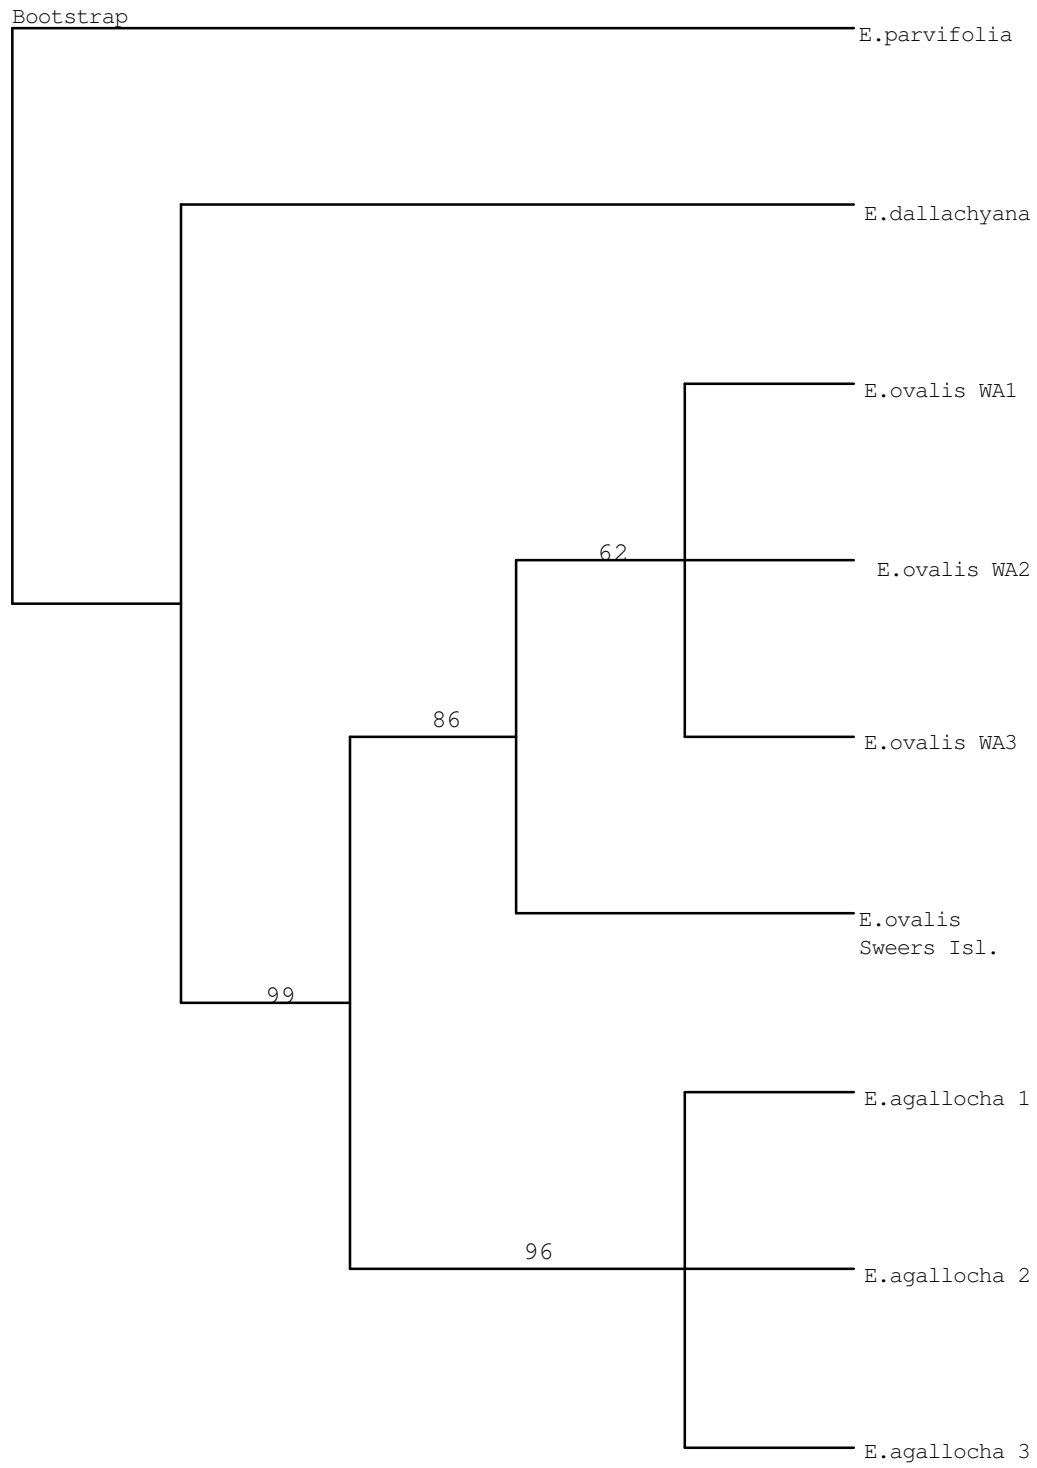 Bootstrap
E.parvifolia
E.dallachyana
E.ovalis WA1
62
E.ovalis WA2
86
E.ovalis WA3
E.ovalis
Sweers Isl.
99
E.agallocha 1
96
E.agallocha 2
E.agallocha 3